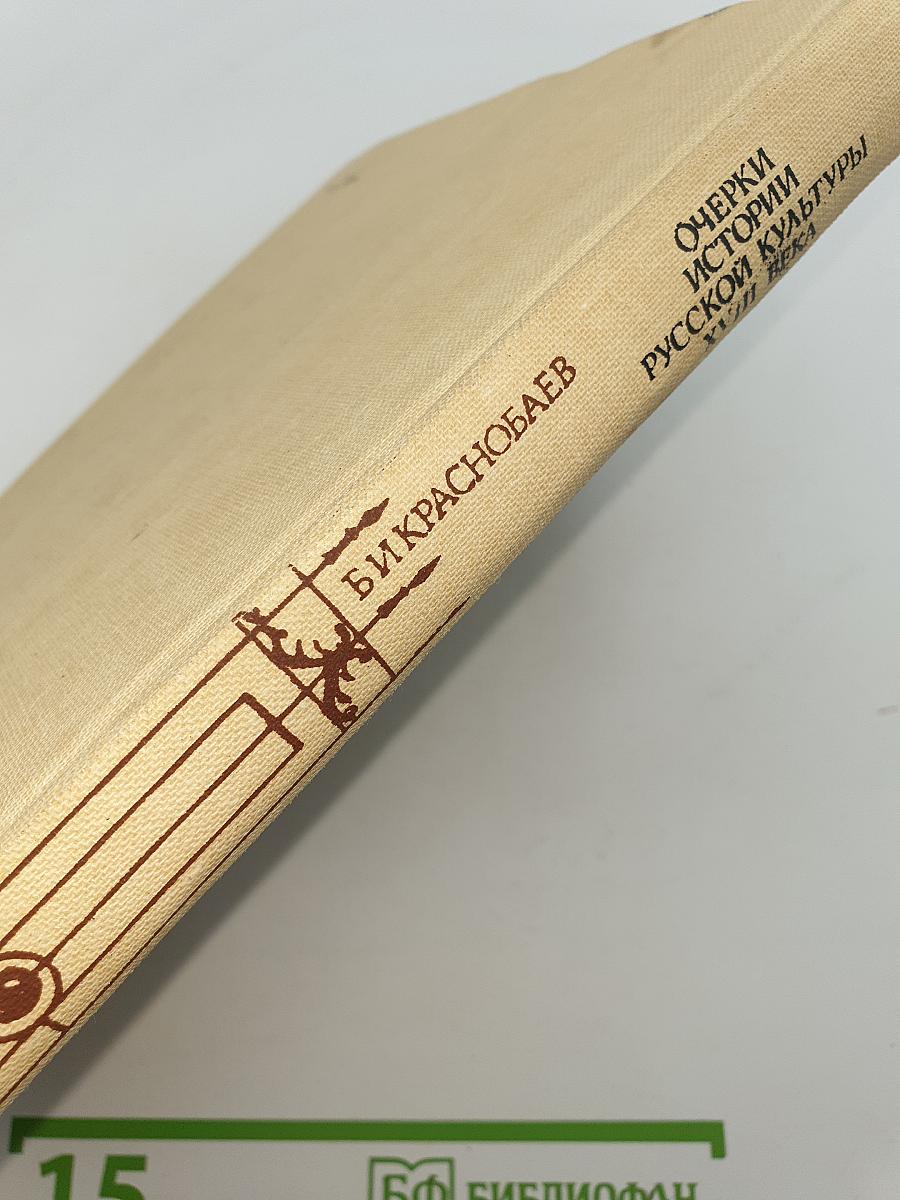 ОЧЕРКИ
ИСТОРИИ
РУССКОЙ КУЛЬТУРЫ
XVIII ВЕКА
Б И КРАСНОБАЕВ
15
БФ БИБЛИОФАН